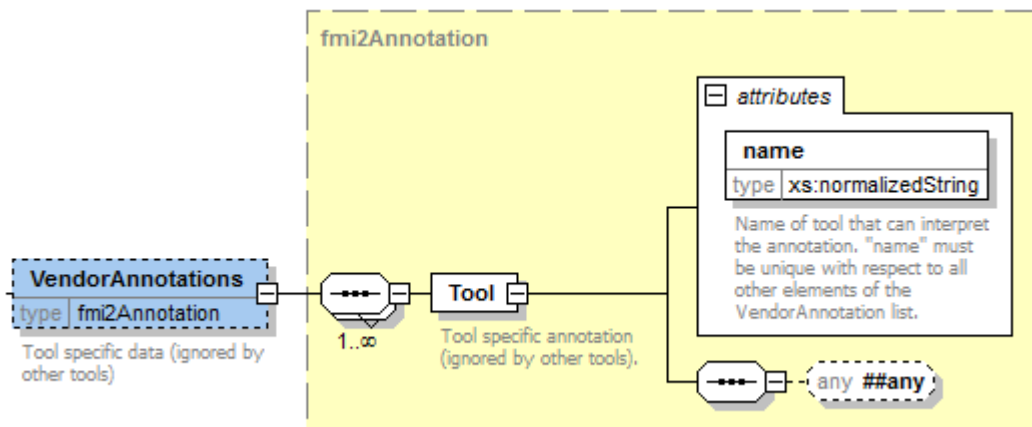 fmi2Annotation
attributes
name
type xs:normalizedString
Name of tool that can interpret
the annotation. "name" must
be unique with respect to all
other elements of the
VendorAnnotation list.
VendorAnnotations
type fmi2Annotation
Tool specific data (ignored by
other tools)
1..∞
Tool
Tool specific annotation
(ignored by other tools).
any ##any